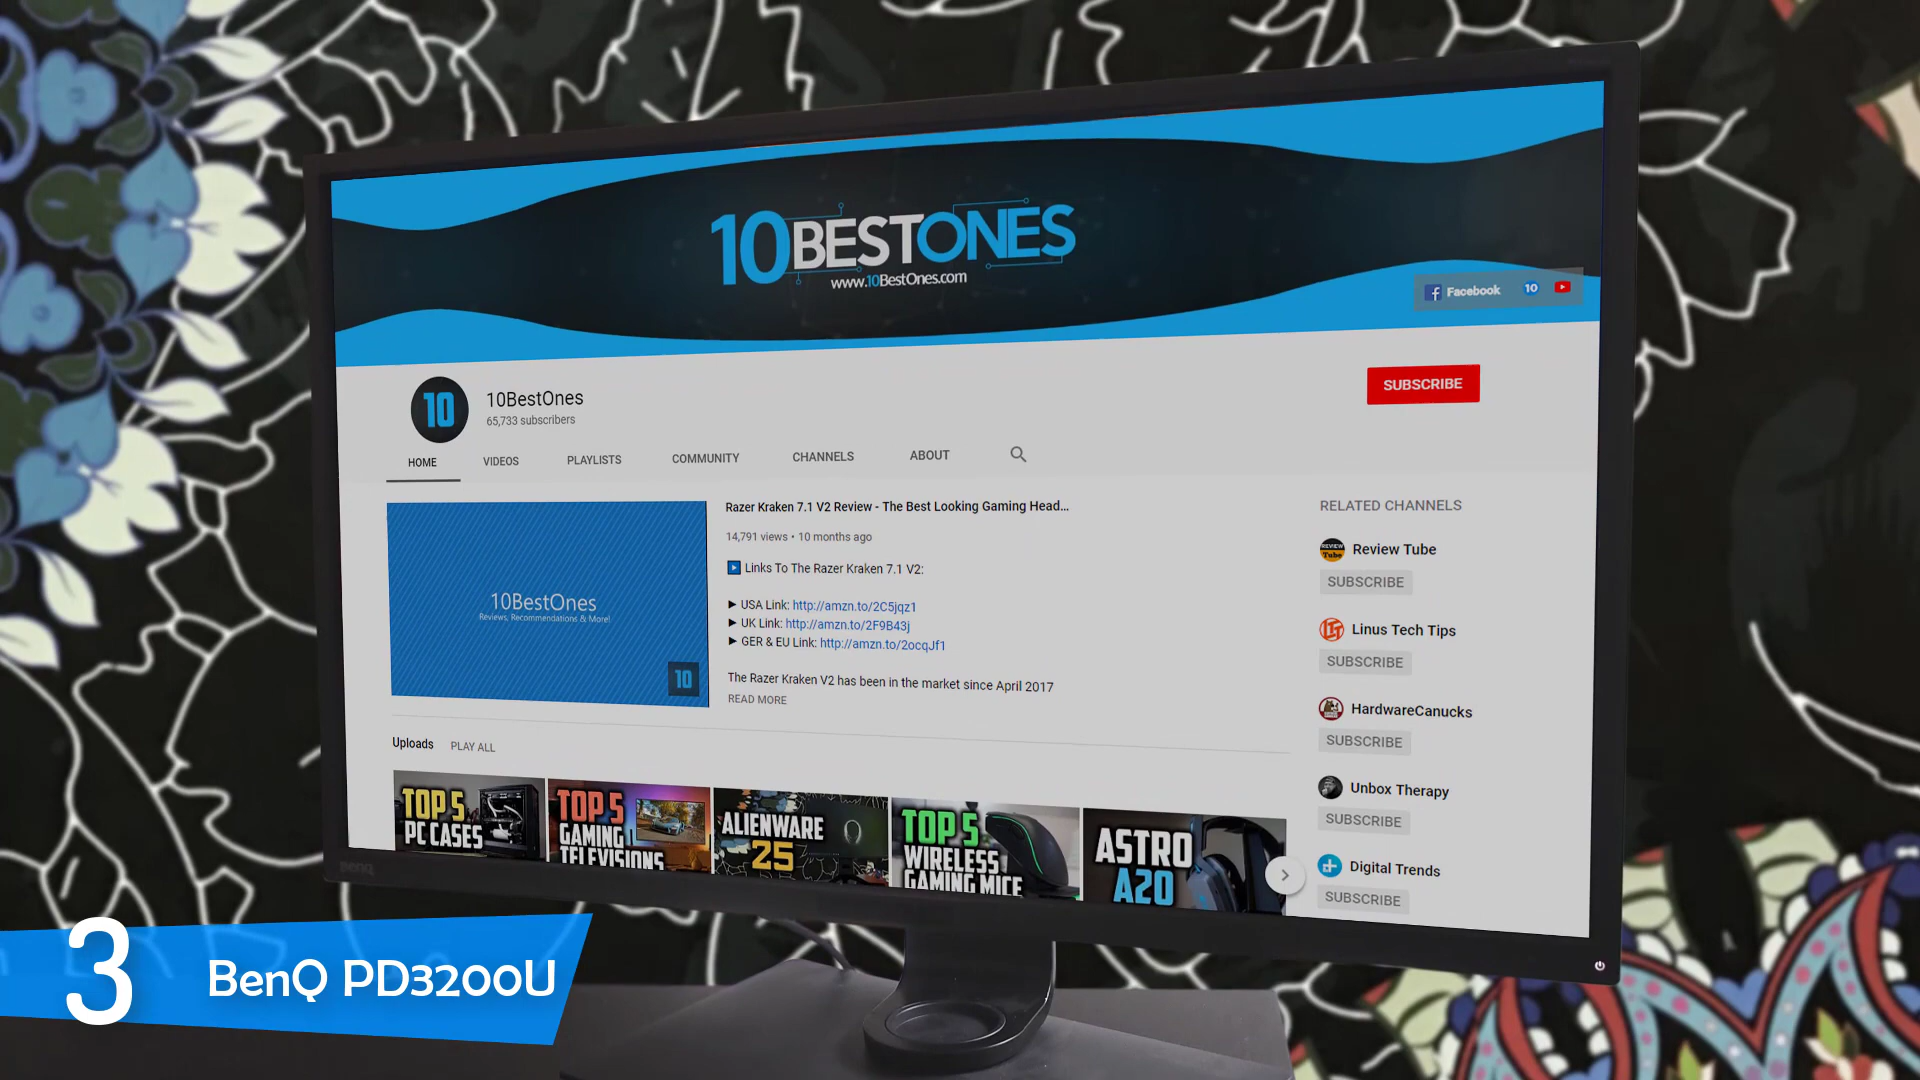 10BESTONES
www.10BestOnes.com
Facebook
10
10
10BestOnes
65,733 subscribers
SUBSCRIBE
HOME
VIDEOS
PLAYLISTS
COMMUNITY
CHANNELS
ABOUT
10BestOnes
Reviews, Recommendations & More!
10
Razer Kraken 7.1 V2 Review - The Best Looking Gaming Head...
14,791 views • 10 months ago
Links To The Razer Kraken 7.1 V2:
► USA Link: http://amzn.to/2C5jqz1
► UK Link: http://amzn.to/2F9B43j
► GER & EU Link: http://amzn.to/2ocqJf1
The Razer Kraken V2 has been in the market since April 2017
READ MORE
RELATED CHANNELS
REVIEW
Tube
Review Tube
SUBSCRIBE
Linus Tech Tips
SUBSCRIBE
HardwareCanucks
SUBSCRIBE
Unbox Therapy
SUBSCRIBE
Digital Trends
SUBSCRIBE
Uploads
PLAY ALL
TOP 5
PC CASES
TOP 5
GAMING
TELEVISIONS
ALIENWARE
25
TOP 5
WIRELESS
GAMING MICE
ASTRO
A20
BenQ
3
BenQ PD3200U